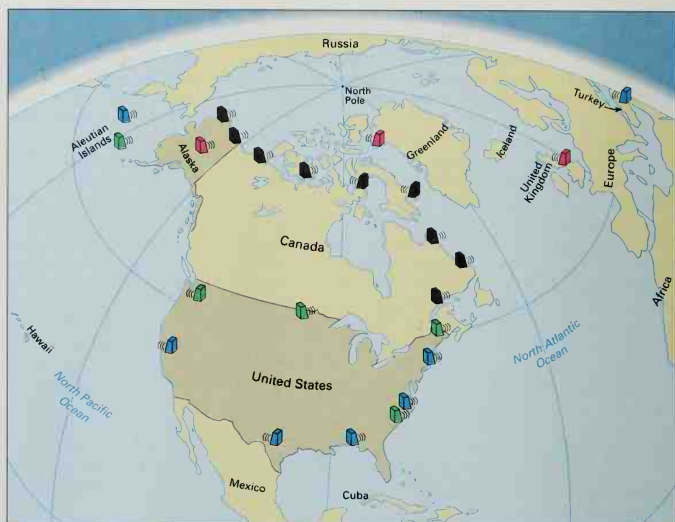 Russia
North
Pole
Turkey
Aleutian
Islands
Alaska
Greenland
Iceland
United
Kingdom
Europe
Canada
Africa
Hawaii
North Atlantic
Ocean
North Pacific
Ocean
United States
Mexico
Cuba